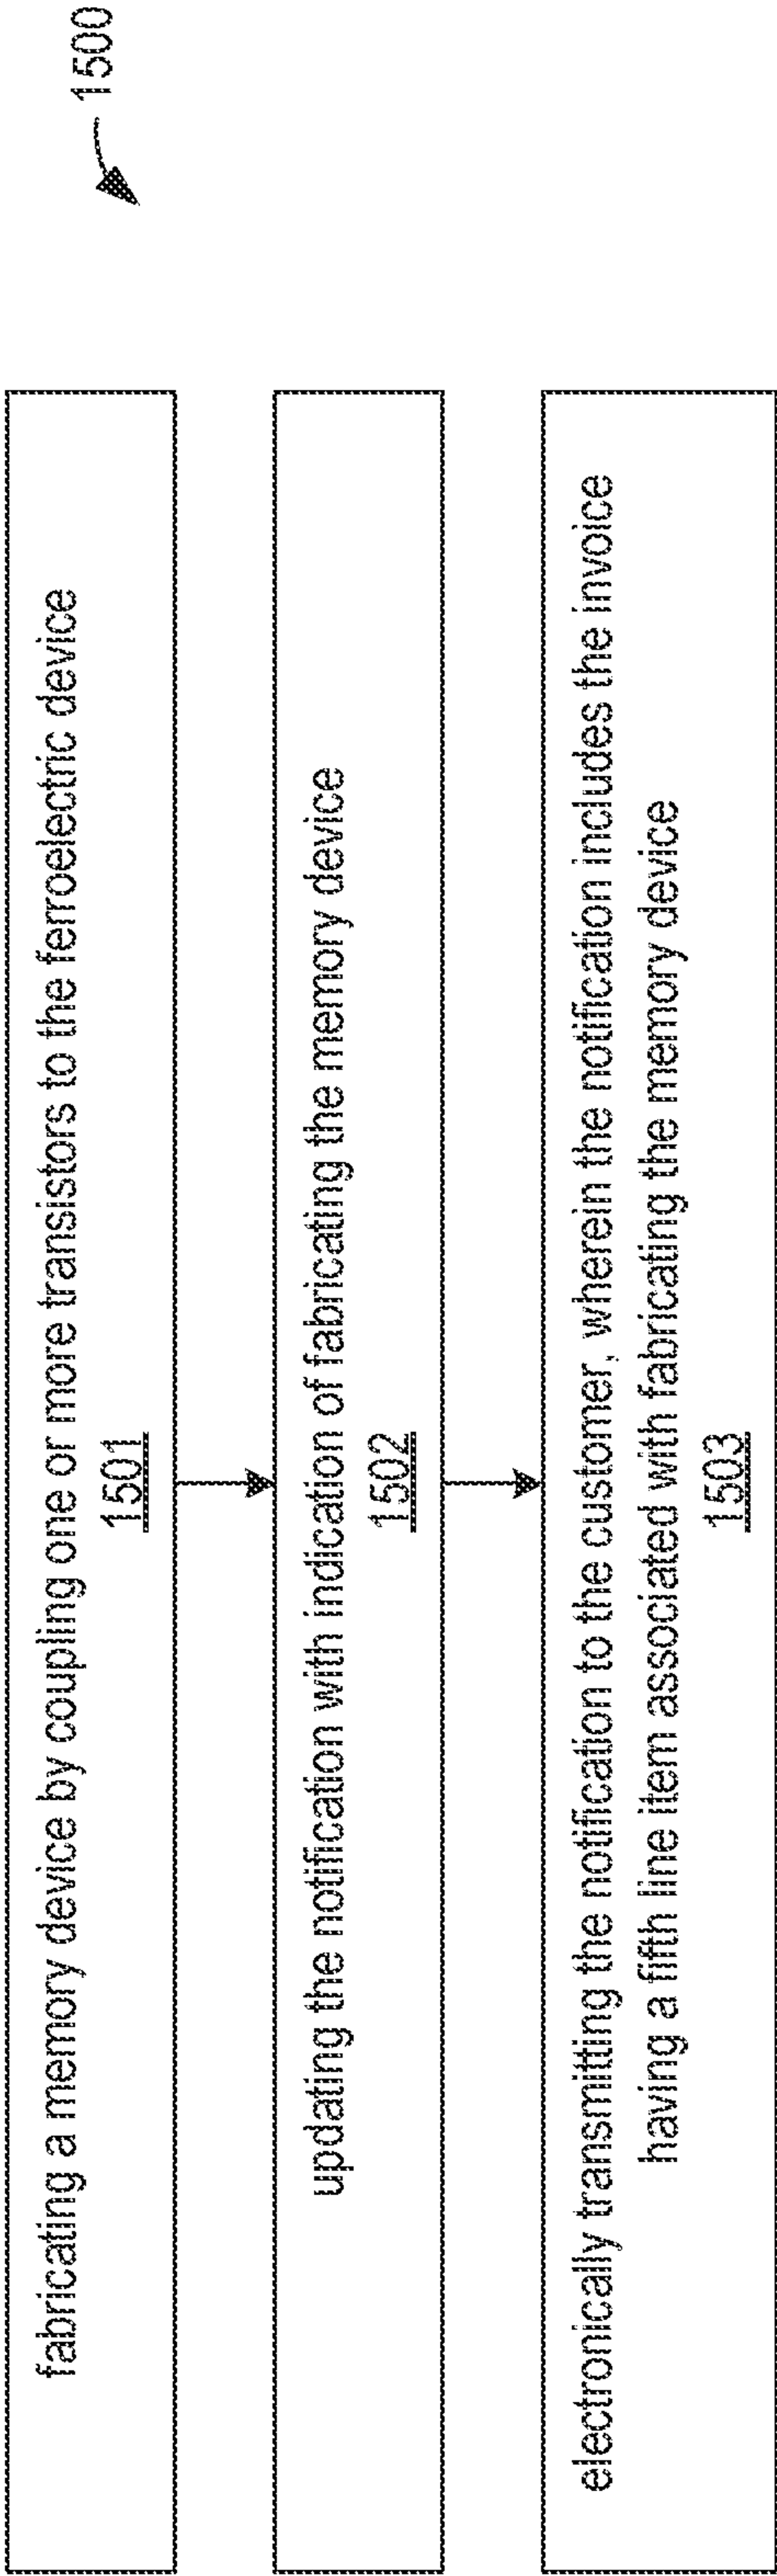 1500
fabricating a memory device by coupling one or more transistors to the ferroelectric device
1501
updating the notification with indication of fabricating the memory device
1502
electronically transmitting the notification to the customer, wherein the notification includes the invoice
having a fifth line item associated with fabricating the memory device
1503